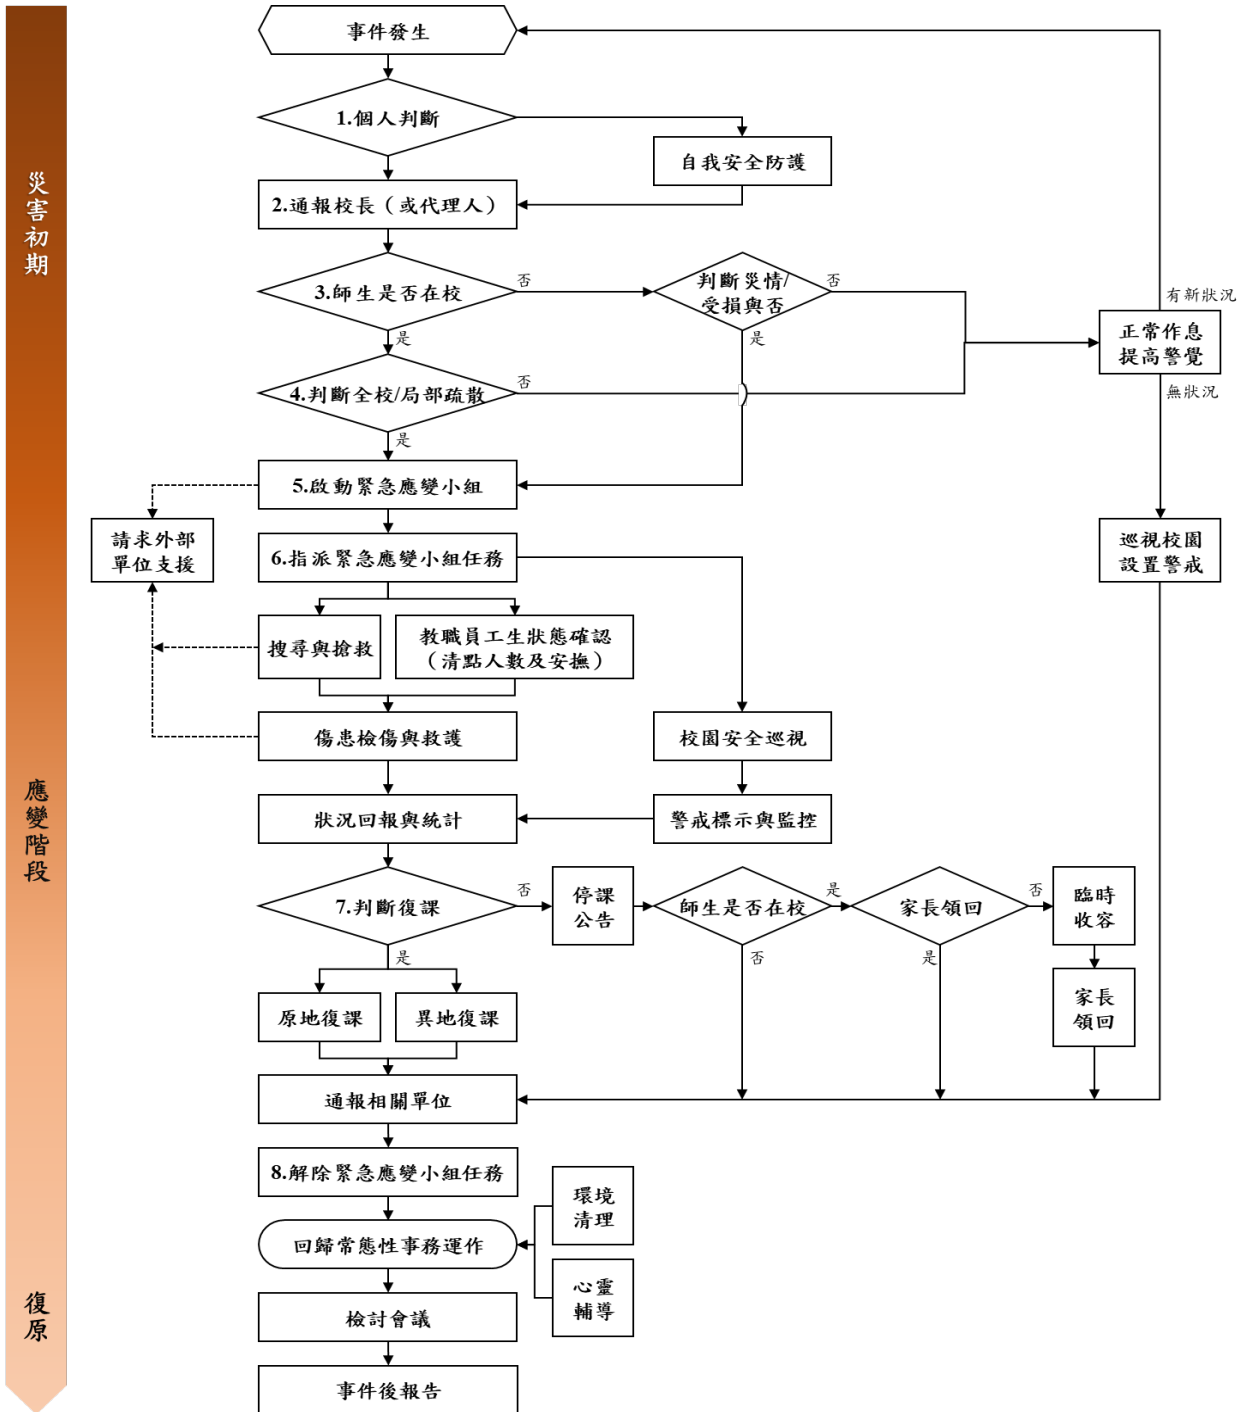 事件發生
1.個人判斷
自我安全防護
2.通報校長（或代理人）
災害初期
3.師生是否在校
否
判斷災情/
受損與否
否
是
是
有新狀況
正常作息
提高警覺
無狀況
4.判斷全校/局部疏散
否
是
5.啟動緊急應變小組
請求外部
單位支援
6.指派緊急應變小組任務
巡視校園
設置警戒
搜尋與搶救
教職員工生狀態確認
（清點人數及安撫）
傷患檢傷與救護
校園安全巡視
應變階段
狀況回報與統計
警戒標示與監控
7.判斷復課
否
停課
公告
師生是否在校
是
家長領回
否
臨時
收容
是
否
是
原地復課
異地復課
家長
領回
通報相關單位
8.解除緊急應變小組任務
環境
清理
回歸常態性事務運作
心靈
輔導
復原
檢討會議
事件後報告